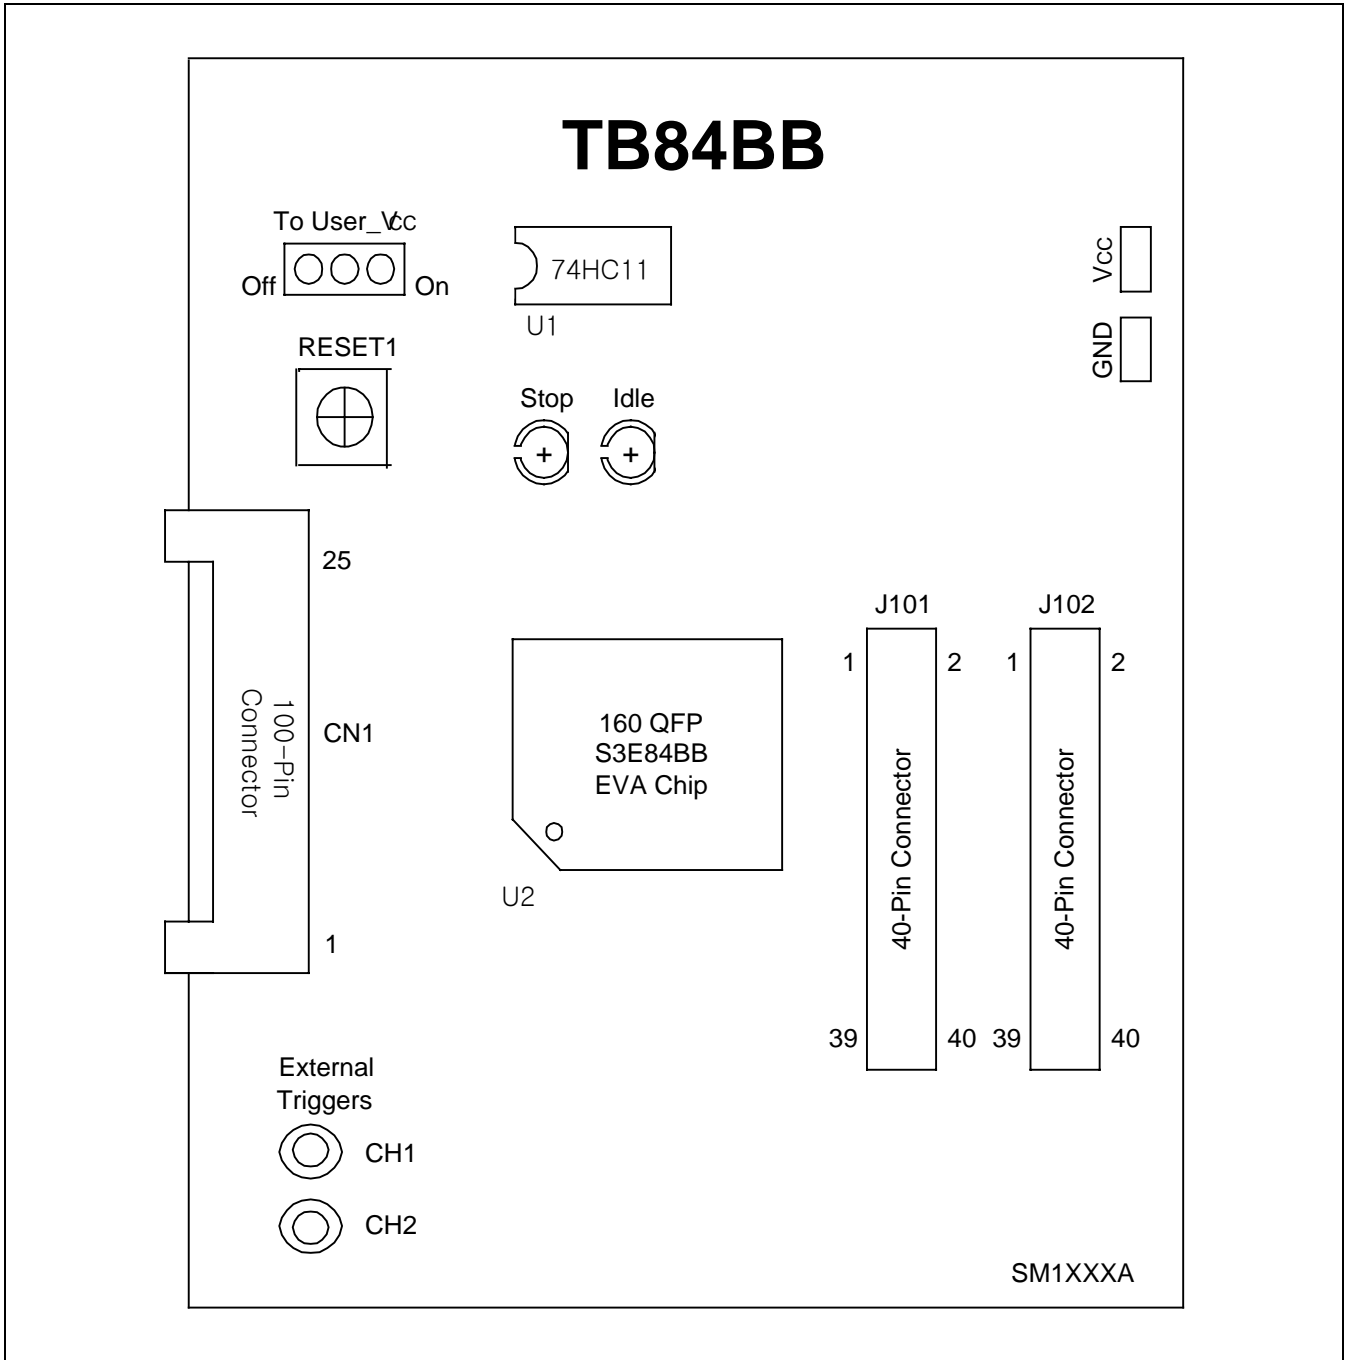 TB84BB
To User_Vcc
Off
On
74HC11
U1
Vcc
GND
RESET1
Stop
Idle
25
100-Pin
Connector
CN1
1
160 QFP
S3E84BB
EVA Chip
U2
J101
1
2
40-Pin Connector
39
40
J102
1
2
40-Pin Connector
39
40
External
Triggers
CH1
CH2
SM1XXXA